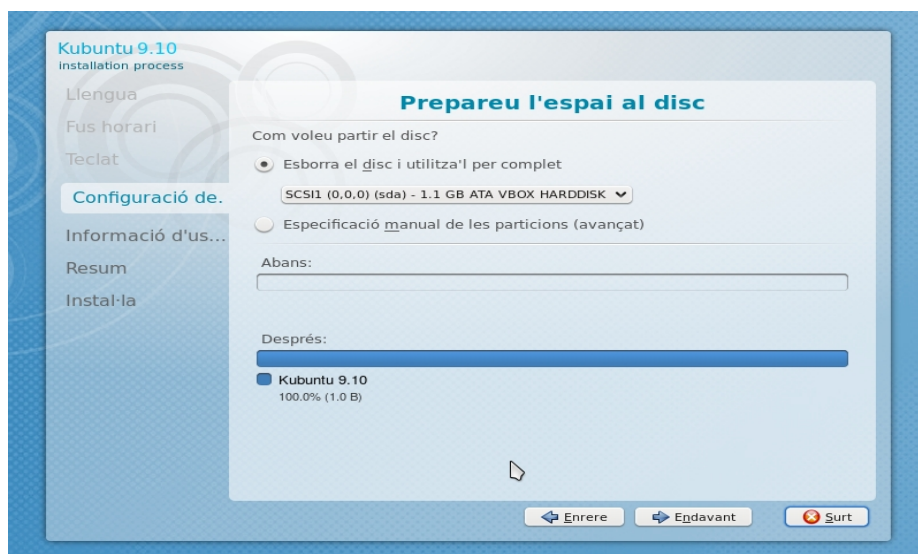 Kubuntu 9.10
installation process
Llengua
Fus horari
Teclat
Configuració de.
Informació d'us...
Resum
Instal·la
Prepareu l'espai al disc
Com voleu partir el disc?
Esborra el disc i utilitza'l per complet
SCSI1 (0,0,0) (sda) - 1.1 GB ATA VBOX HARDDISK
Especificació manual de les particions (avançat)
Abans:
Després:
Kubuntu 9.10
100.0% (1.0 B)
Enrere
Endavant
Surt